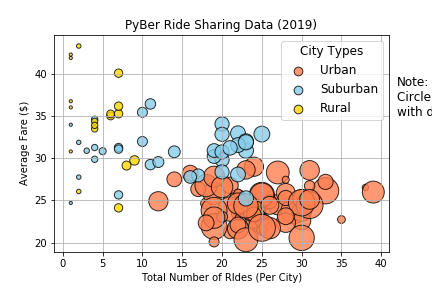 PyBer Ride Sharing Data (2019)
Average Fare ($)
40
35
30
25
20
City Types
Urban
Suburban
Rural
Note:
Circle
with d
0 5 10 15 20 25 30 35 40
Total Number of RIdes (Per City)